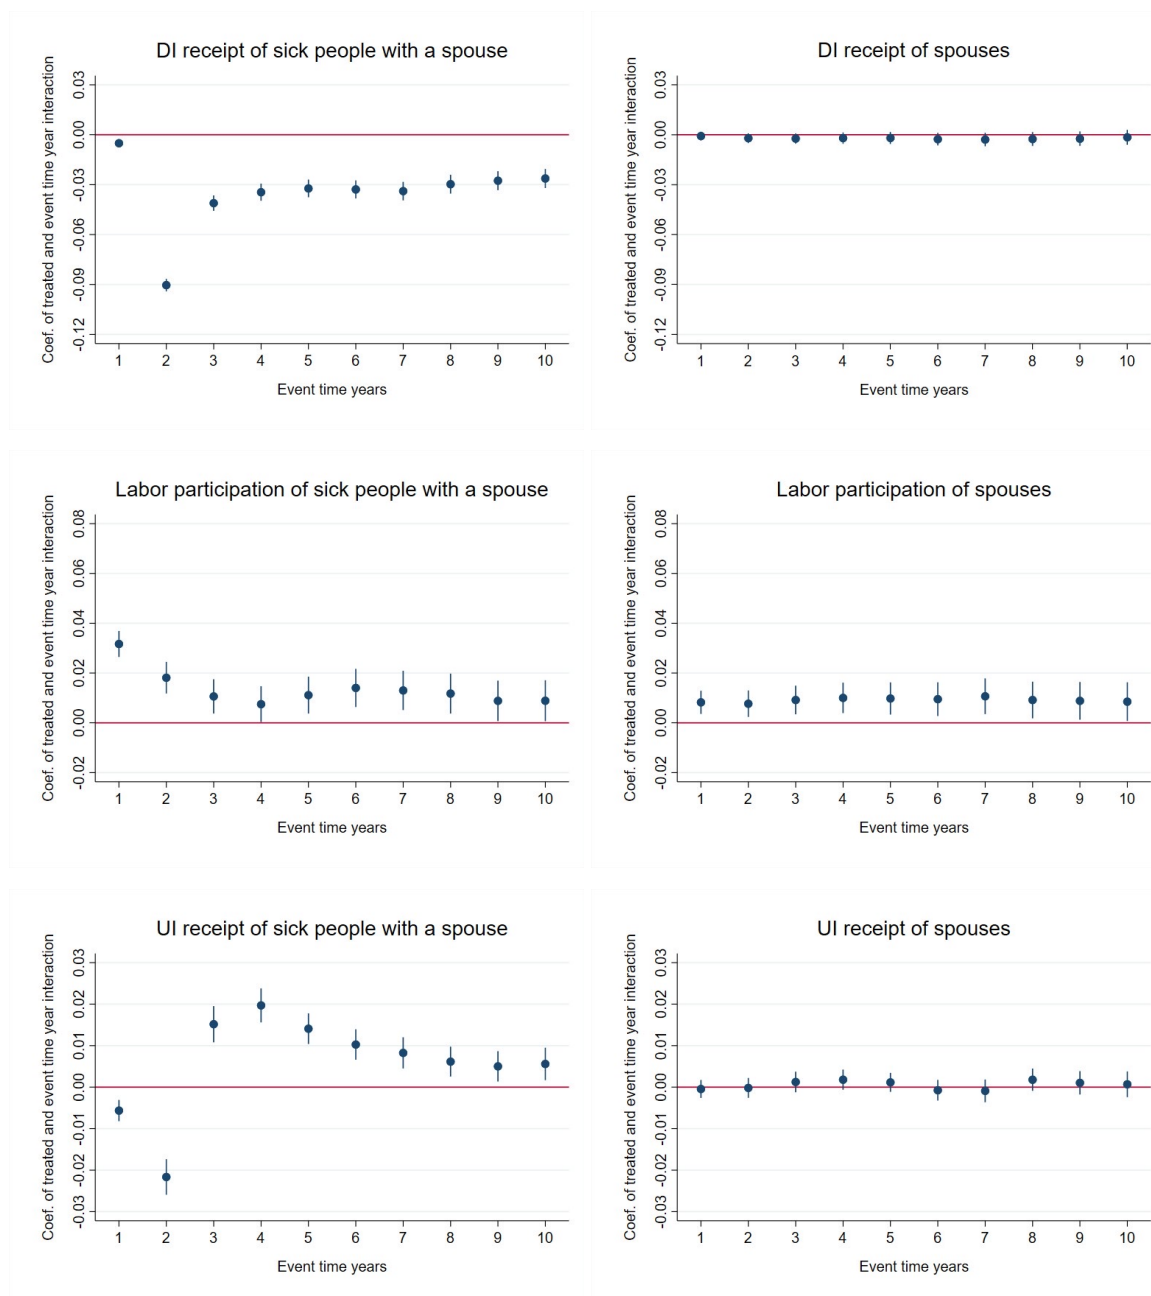 DI receipt of sick people with a spouse
Coef. of treated and event time year interaction
0.03
0.00
-0.03
-0.06
-0.09
-0.12
1 2 3 4 5 6 7 8 9 10
Event time years
DI receipt of spouses
Coef. of treated and event time year interaction
0.03
0.00
-0.03
-0.06
-0.09
-0.12
1 2 3 4 5 6 7 8 9 10
Event time years
Labor participation of sick people with a spouse
Coef. of treated and event time year interaction
0.08
0.06
0.04
0.02
0.00
-0.02
1 2 3 4 5 6 7 8 9 10
Event time years
Labor participation of spouses
Coef. of treated and event time year interaction
0.08
0.06
0.04
0.02
0.00
-0.02
1 2 3 4 5 6 7 8 9 10
Event time years
UI receipt of sick people with a spouse
Coef. of treated and event time year interaction
0.03
0.02
0.01
0.00
-0.01
-0.02
-0.03
1 2 3 4 5 6 7 8 9 10
Event time years
UI receipt of spouses
Coef. of treated and event time year interaction
0.03
0.02
0.01
0.00
-0.01
-0.02
-0.03
1 2 3 4 5 6 7 8 9 10
Event time years